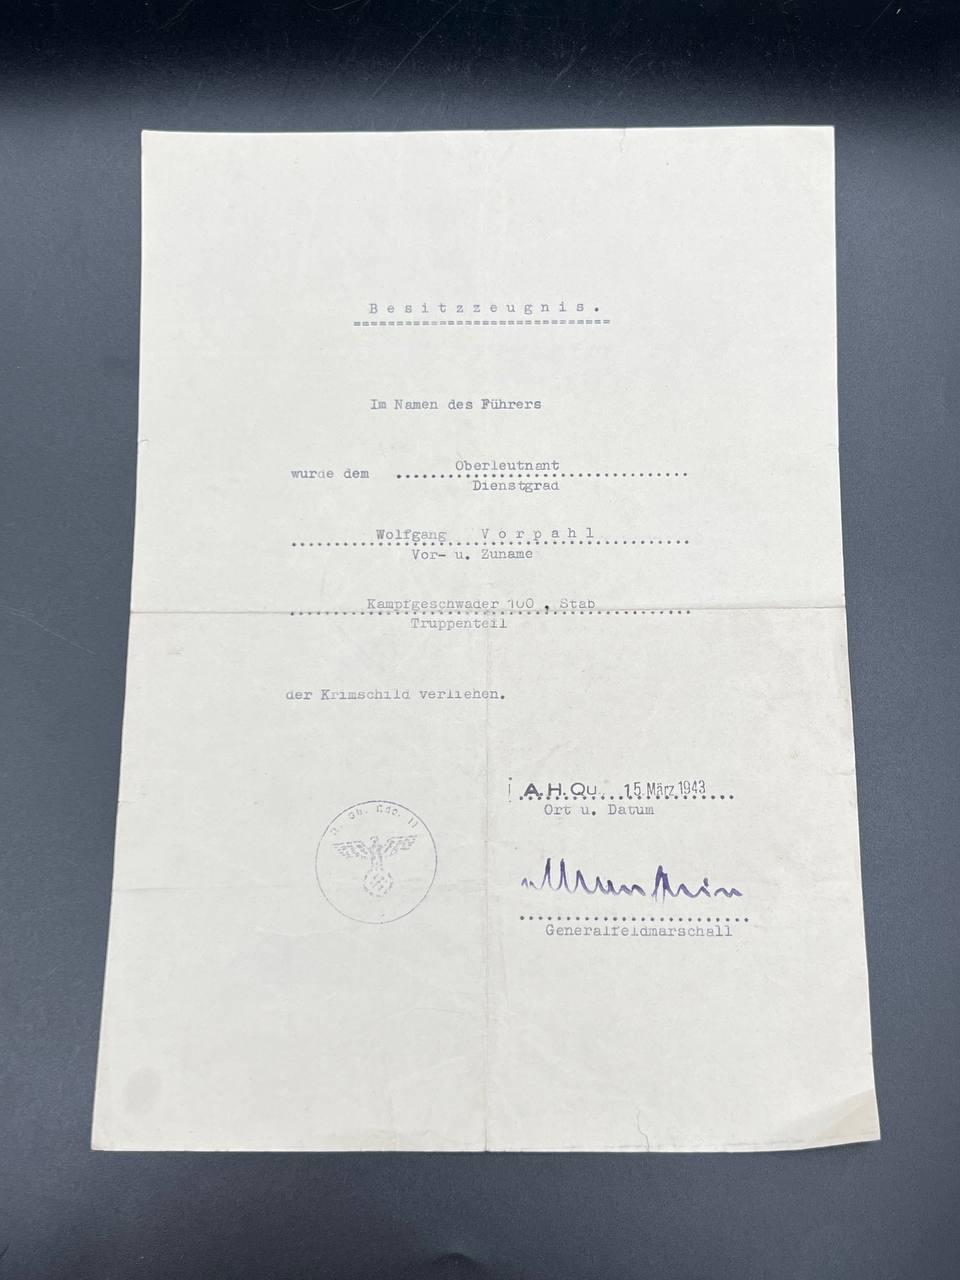 Besitzzeugnis.
==============================
Im Namen des Führers
wurde dem Oberleutnant
Dienstgrad
Wolfgang Vorpahl
Vor- u. Zuname
Kampfgeschwader 100 , Stab
Truppenteil
der Krimschild verliehen.
A.H.Qu. 15. März 1943
Ort u. Datum
Generalfeldmarschall